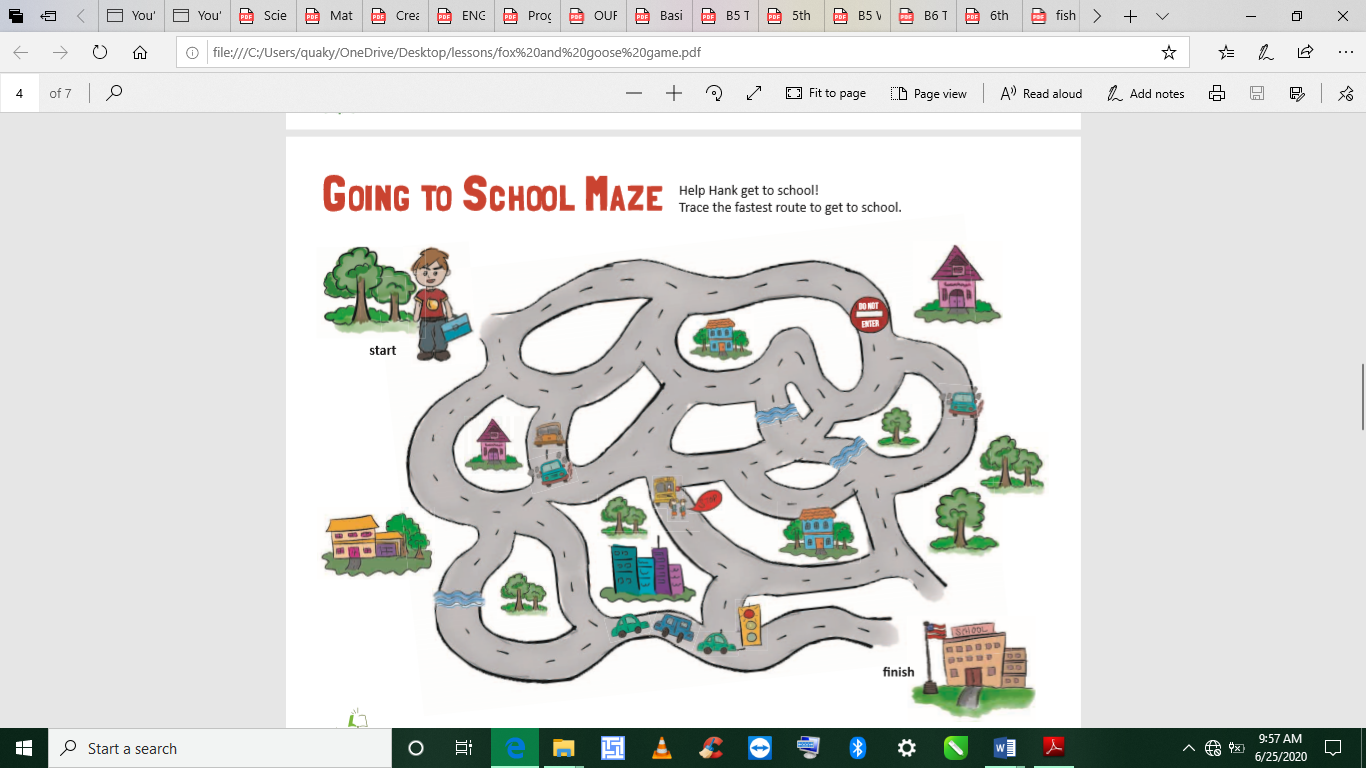 You'
You'
Scie
Mat
Crea
ENG
Prog
OUF
Basi
B5 T
5th
B5 V
B6 T
6th
fish
file:///C:/Users/quaky/OneDrive/Desktop/lessons/fox%20and%20goose%20game.pdf
4 of 7
Fit to page
Page view
Read aloud
Add notes
GOING TO SCHOOL MAZE
Help Hank get to school!
Trace the fastest route to get to school.
DO NOT
ENTER
start
SCHOOL
finish
Start a search
9:57 AM
6/25/2020